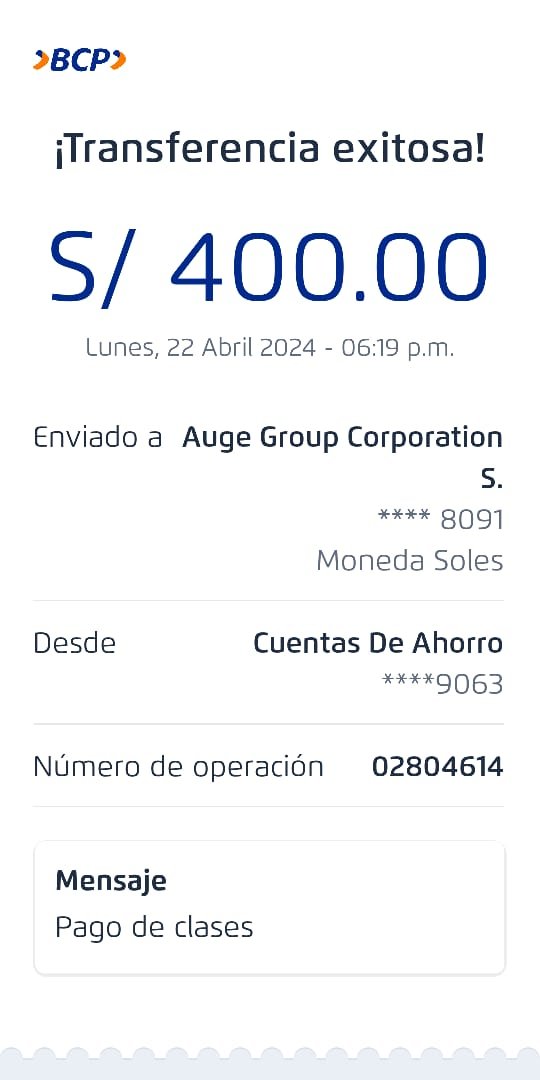 BCP
¡Transferencia exitosa!
S/ 400.00
Lunes, 22 Abril 2024 - 06:19 p.m.
Enviado a Auge Group Corporation
S.
**** 8091
Moneda Soles
Desde Cuentas De Ahorro
****9063
Número de operación 02804614
Mensaje
Pago de clases